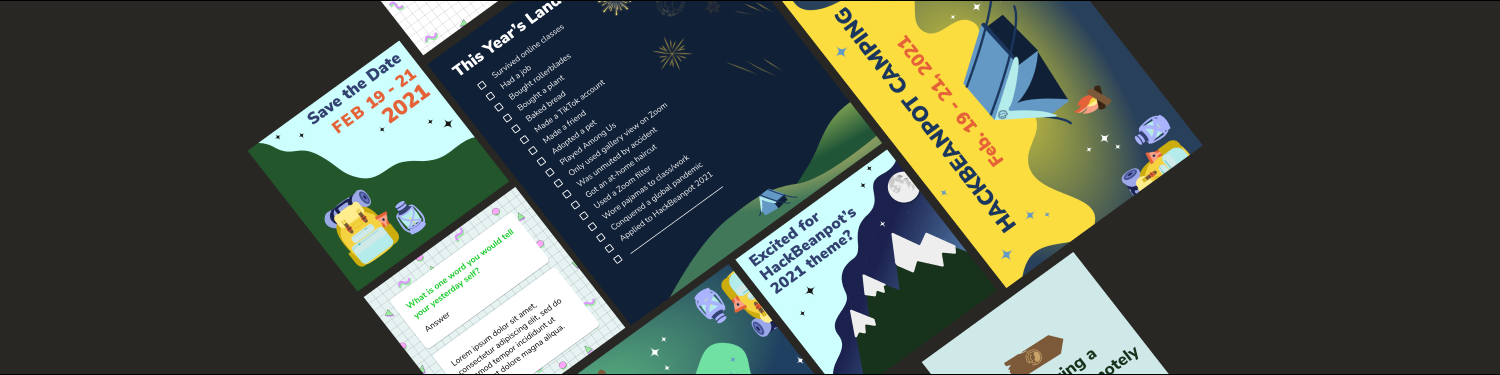 Save the Date
FEB 19 - 21
2021
This Year's Land
Survived online classes
Had a job
Bought rollerblades
Bought a plant
Baked bread
Made a TikTok account
Made a friend
Adopted a pet
Played Among Us
Only used gallery view on Zoom
Was unmuted by accident
Got an at-home haircut
Used a Zoom filter
Wore pajamas to class/work
Conquered a global pandemic
Applied to HackBeanpot 2021
HACKBEANPOT CAMPING
Feb. 19 - 21, 2021
What is one word you would tell
your yesterday self?
Answer
Lorem ipsum dolor sit amet,
consectetur adipiscing elit, sed do
smod tempor incididunt ut
et dolore magna aliqua.
Excited for
HackBeanpot's
2021 theme?
ing a
motely